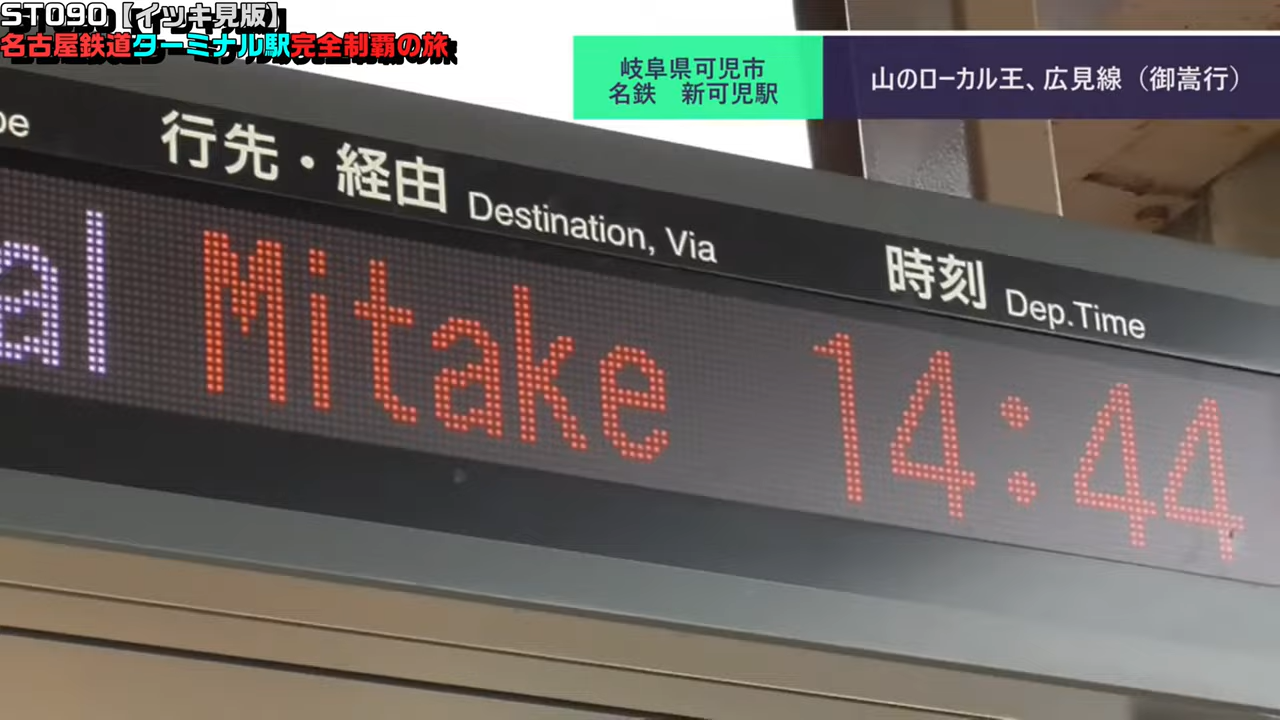 ST090【イッキ見版】
名古屋鉄道ターミナル駅完全制覇の旅
岐阜県可児市
名鉄 新可児駅
山のローカル王、広見線（御嵩行）
pe
行先・経由 Destination, Via
時刻 Dep.Time
al Mitake 14:44